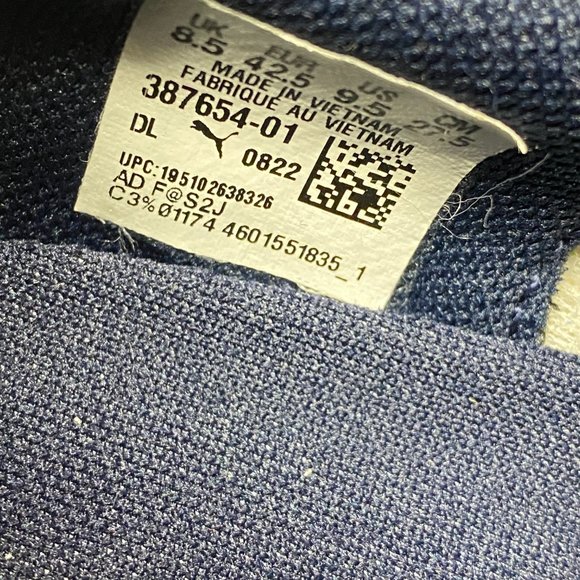 UK EUR US CM
8.5 42.5 9.5 27.5
MADE IN VIETNAM
FABRIQUE AU VIETNAM
387654-01
DL 0822
UPC:195102638326
AD F@S2J
C3%Ø1174 4601551835_1